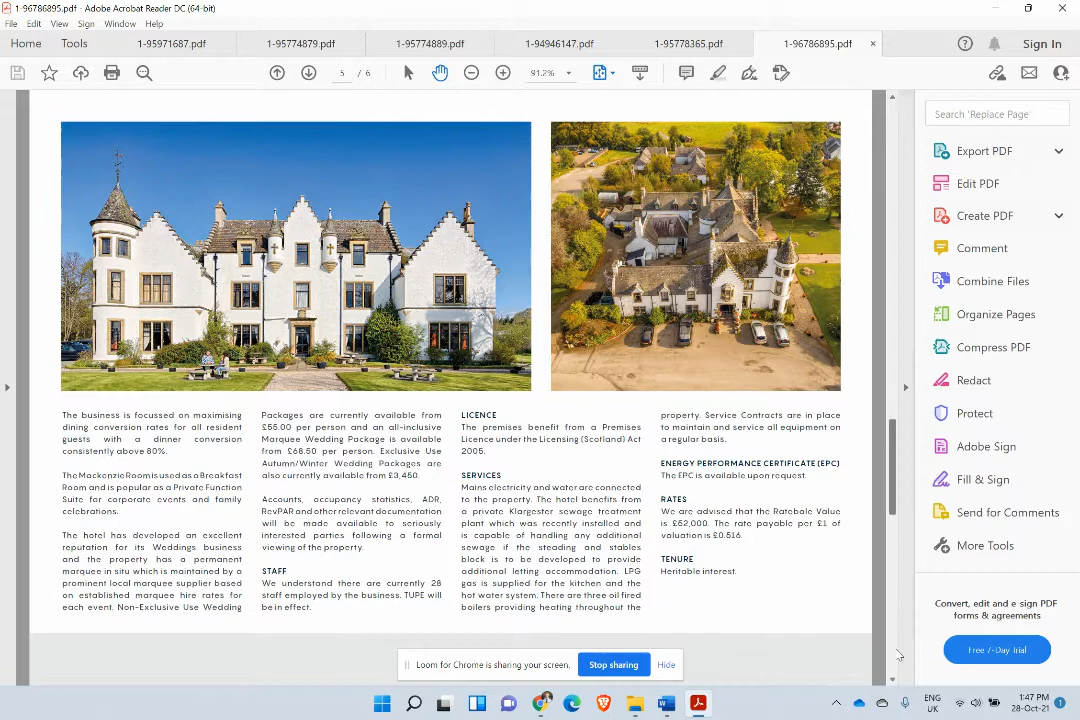 1-96786895.pdf - Adobe Acrobat Reader DC (64-bit)
File Edit View Sign Window Help
Home Tools 1-95971687.pdf 1-95774879.pdf 1-95774889.pdf 1-94946147.pdf 1-95778365.pdf 1-96786895.pdf × Sign In
5 / 6 91.2%
Search 'Replace Page'
Export PDF
Edit PDF
Create PDF
Comment
Combine Files
Organize Pages
Compress PDF
Redact
Protect
Adobe Sign
Fill & Sign
Send for Comments
More Tools
Convert, edit and e-sign PDF
forms & agreements
Free 7-Day Trial
The business is focussed on maximising
dining conversion rates for all resident
guests with a dinner conversion
consistently above 80%.
The Mackenzie Room is used as a Breakfast
Room and is popular as a Private Function
Suite for corporate events and family
celebrations.
The hotel has developed an excellent
reputation for its Weddings business
and the property has a permanent
marquee in situ which is maintained by a
prominent local marquee supplier based
on established marquee hire rates for
each event. Non-Exclusive Use Wedding
Packages are currently available from
£55.00 per person and an all-inclusive
Marquee Wedding Package is available
from £68.50 per person. Exclusive Use
Autumn/Winter Wedding Packages are
also currently available from £3,450.
Accounts, occupancy statistics, ADR,
RevPAR and other relevant documentation
will be made available to seriously
interested parties following a formal
viewing of the property.
STAFF
We understand there are currently 28
staff employed by the business. TUPE will
be in effect.
LICENCE
The premises benefit from a Premises
Licence under the Licensing (Scotland) Act
2005.
SERVICES
Mains electricity and water are connected
to the property. The hotel benefits from
a private Klargester sewage treatment
plant which was recently installed and
is capable of handling any additional
sewage if the steading and stables
block is to be developed to provide
additional letting accommodation. LPG
gas is supplied for the kitchen and the
hot water system. There are three oil fired
boilers providing heating throughout the
property. Service Contracts are in place
to maintain and service all equipment on
a regular basis.
ENERGY PERFORMANCE CERTIFICATE (EPC)
The EPC is available upon request.
RATES
We are advised that the Rateable Value
is £52,000. The rate payable per £1 of
valuation is £0.516.
TENURE
Heritable interest.
Loom for Chrome is sharing your screen. Stop sharing Hide
ENG
UK
1:47 PM
28-Oct-21
1